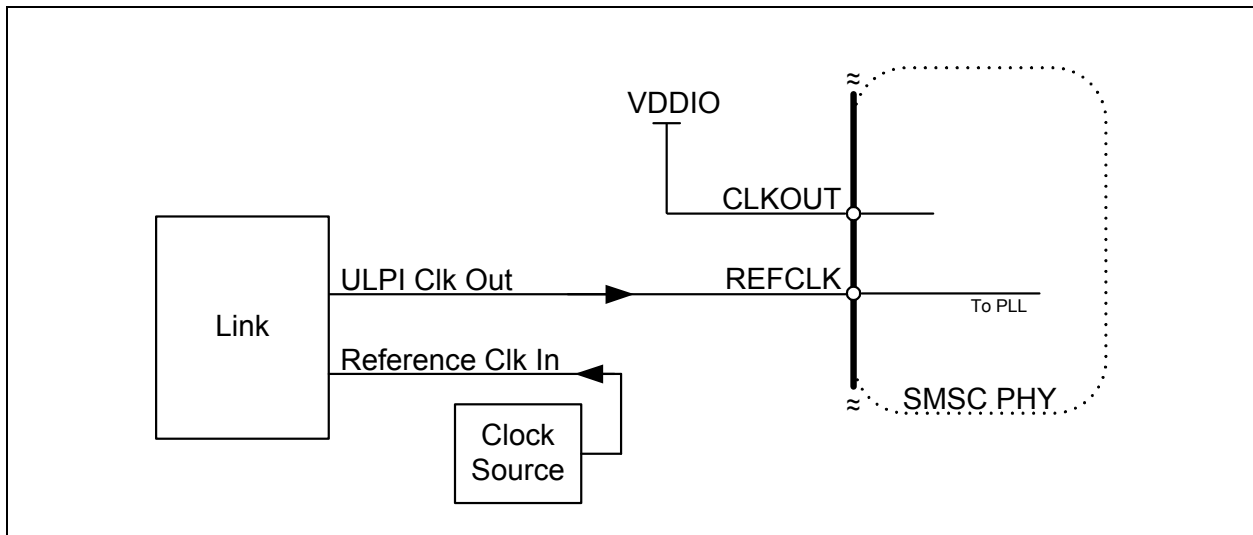 VDDIO
CLKOUT
ULPI Clk Out
REFCLK
To PLL
Link
Reference Clk In
SMSC PHY
Clock
Source